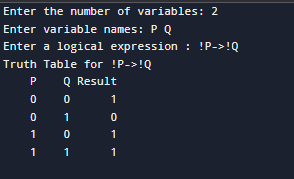 Enter the number of variables: 2
Enter variable names: P Q
Enter a logical expression : !P->!Q
Truth Table for !P->!Q
P Q Result
0 0 1
0 1 0
1 0 1
1 1 1